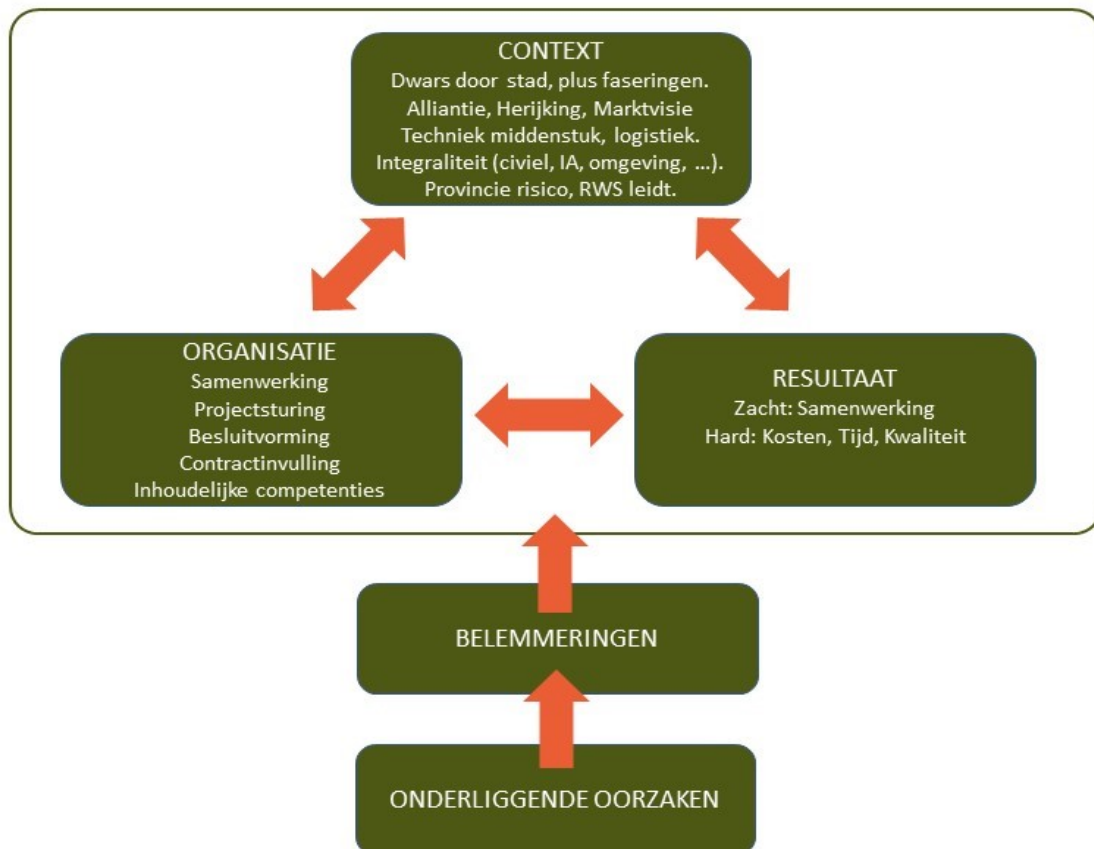 CONTEXT
Dwars door stad, plus faseringen.
Alliantie, Herijking, Marktvisie
Techniek middenstuk, logistiek.
Integraliteit (civiel, IA, omgeving, ...).
Provincie risico, RWS leidt.
ORGANISATIE
Samenwerking
Projectsturing
Besluitvorming
Contractinvulling
Inhoudelijke competenties
RESULTAAT
Zacht: Samenwerking
Hard: Kosten, Tijd, Kwaliteit
BELEMMERINGEN
ONDERLIGGENDE OORZAKEN